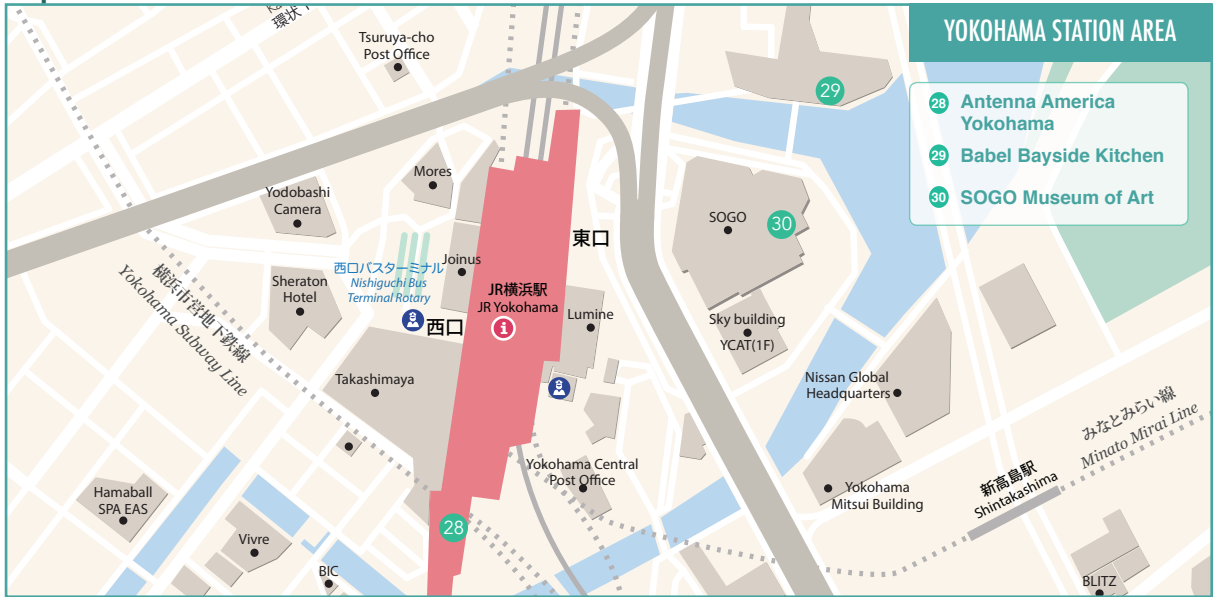 環状
Tsuruya-cho
Post Office
YOKOHAMA STATION AREA
28 Antenna America
Yokohama
29 Babel Bayside Kitchen
30 SOGO Museum of Art
29
Mores
Yodobashi
Camera
SOGO
30
東口
西口バスターミナル
Nishiguchi Bus
Terminal Rotary
Joinus
横浜市営地下鉄線
Yokohama Subway Line
Sheraton
Hotel
JR横浜駅
JR Yokohama
i
西口
Lumine
Sky building
YCAT(1F)
Takashimaya
Nissan Global
Headquarters
みなとみらい線
Minato Mirai Line
Yokohama Central
Post Office
新高島駅
Shintakashima
Yokohama
Mitsui Building
Hamaball
SPA EAS
28
Vivre
BIC
BLITZ